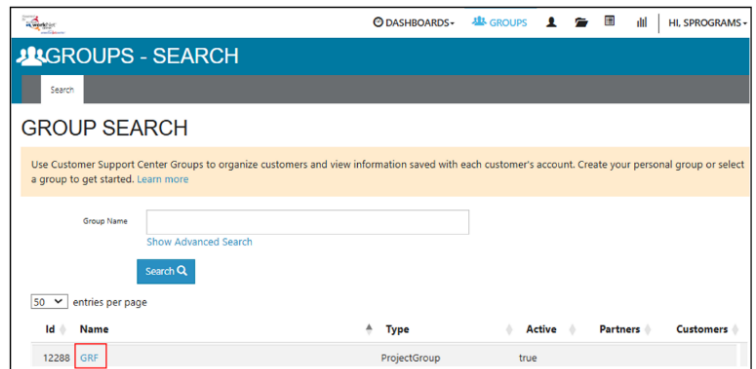 DASHBOARDS GROUPS HI, SPROGRAMS
GROUPS - SEARCH
Search
GROUP SEARCH
Use Customer Support Center Groups to organize customers and view information saved with each customer's account. Create your personal group or select
a group to get started. Learn more
Group Name
Show Advanced Search
Search
50 entries per page
Id Name Type Active Partners Customers
12288 GRF ProjectGroup true